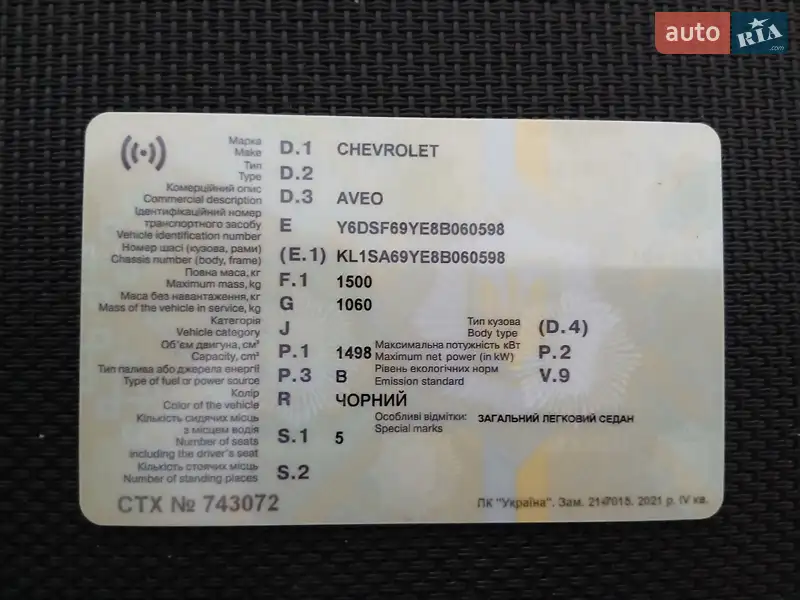 auto RIA .com
Марка
Make D.1 CHEVROLET
Тип
Type D.2
Комерційний опис
Commercial description D.3 AVEO
Ідентифікаційний номер
транспортного засобу
Vehicle identification number E Y6DSF69YE8B060598
Номер шасі (кузова, рами)
Chassis number (body, frame) (E.1) KL1SA69YE8B060598
Повна маса, кг
Maximum mass, kg F.1 1500
Маса без навантаження, кг
Mass of the vehicle in service, kg G 1060
Категорія
Vehicle category J
Тип кузова
Body type (D.4)
Об'єм двигуна, см³
Capacity, cm³ P.1 1498
Максимальна потужність кВт
Maximum net power (in kW) P.2
Тип палива або джерела енергії
Type of fuel or power source P.3 B
Рівень екологічних норм
Emission standard V.9
Колір
Color of the vehicle R ЧОРНИЙ
Особливі відмітки: ЗАГАЛЬНИЙ ЛЕГКОВИЙ СЕДАН
Special marks
Кількість сидячих місць
з місцем водія
Number of seats
including the driver's seat S.1 5
Кількість стоячих місць
Number of standing places S.2
СТХ № 743072
ПК "Україна". Зам. 21-7015. 2021 р. IV кв.